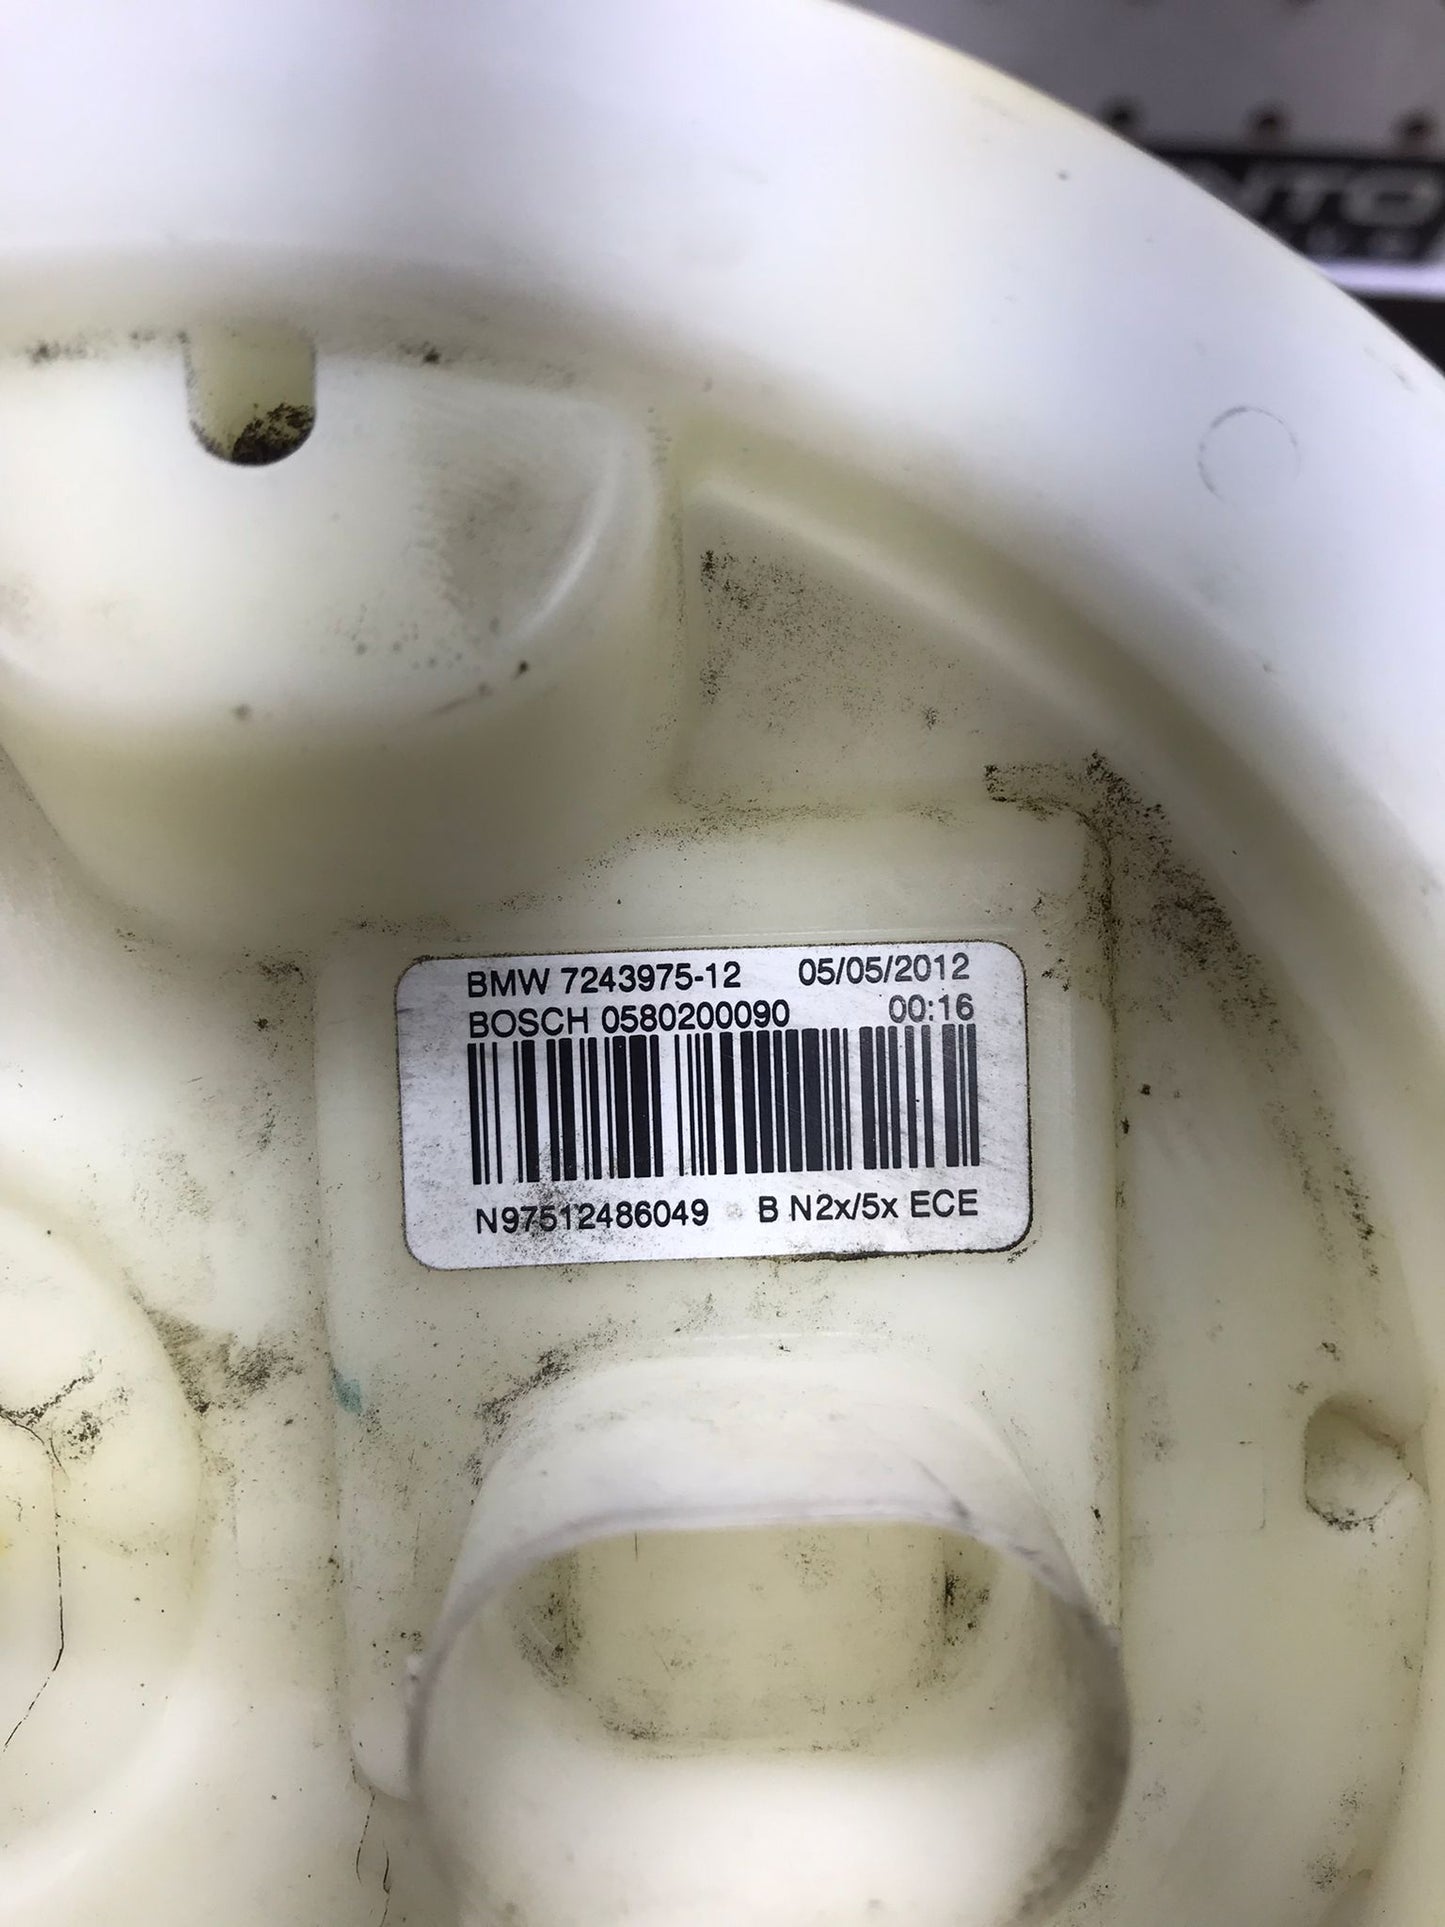 BMW 7243975-12 05/05/2012
BOSCH 0580200090 00:16
N97512486049 B N2x/5x ECE